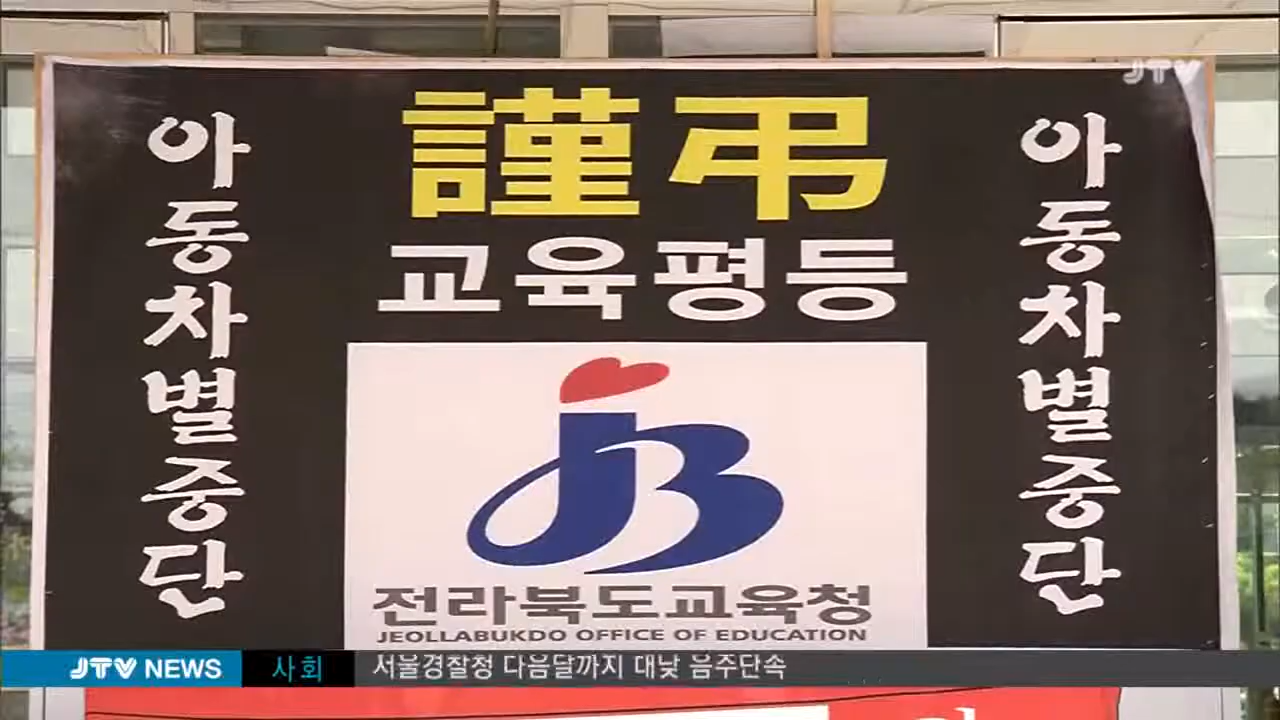 JTV
謹弔
교육평등
아동차별중단
아동차별중단
JB
전라북도교육청
JEOLLABUKDO OFFICE OF EDUCATION
JTV NEWS 사회 서울경찰청 다음달까지 대낮 음주단속